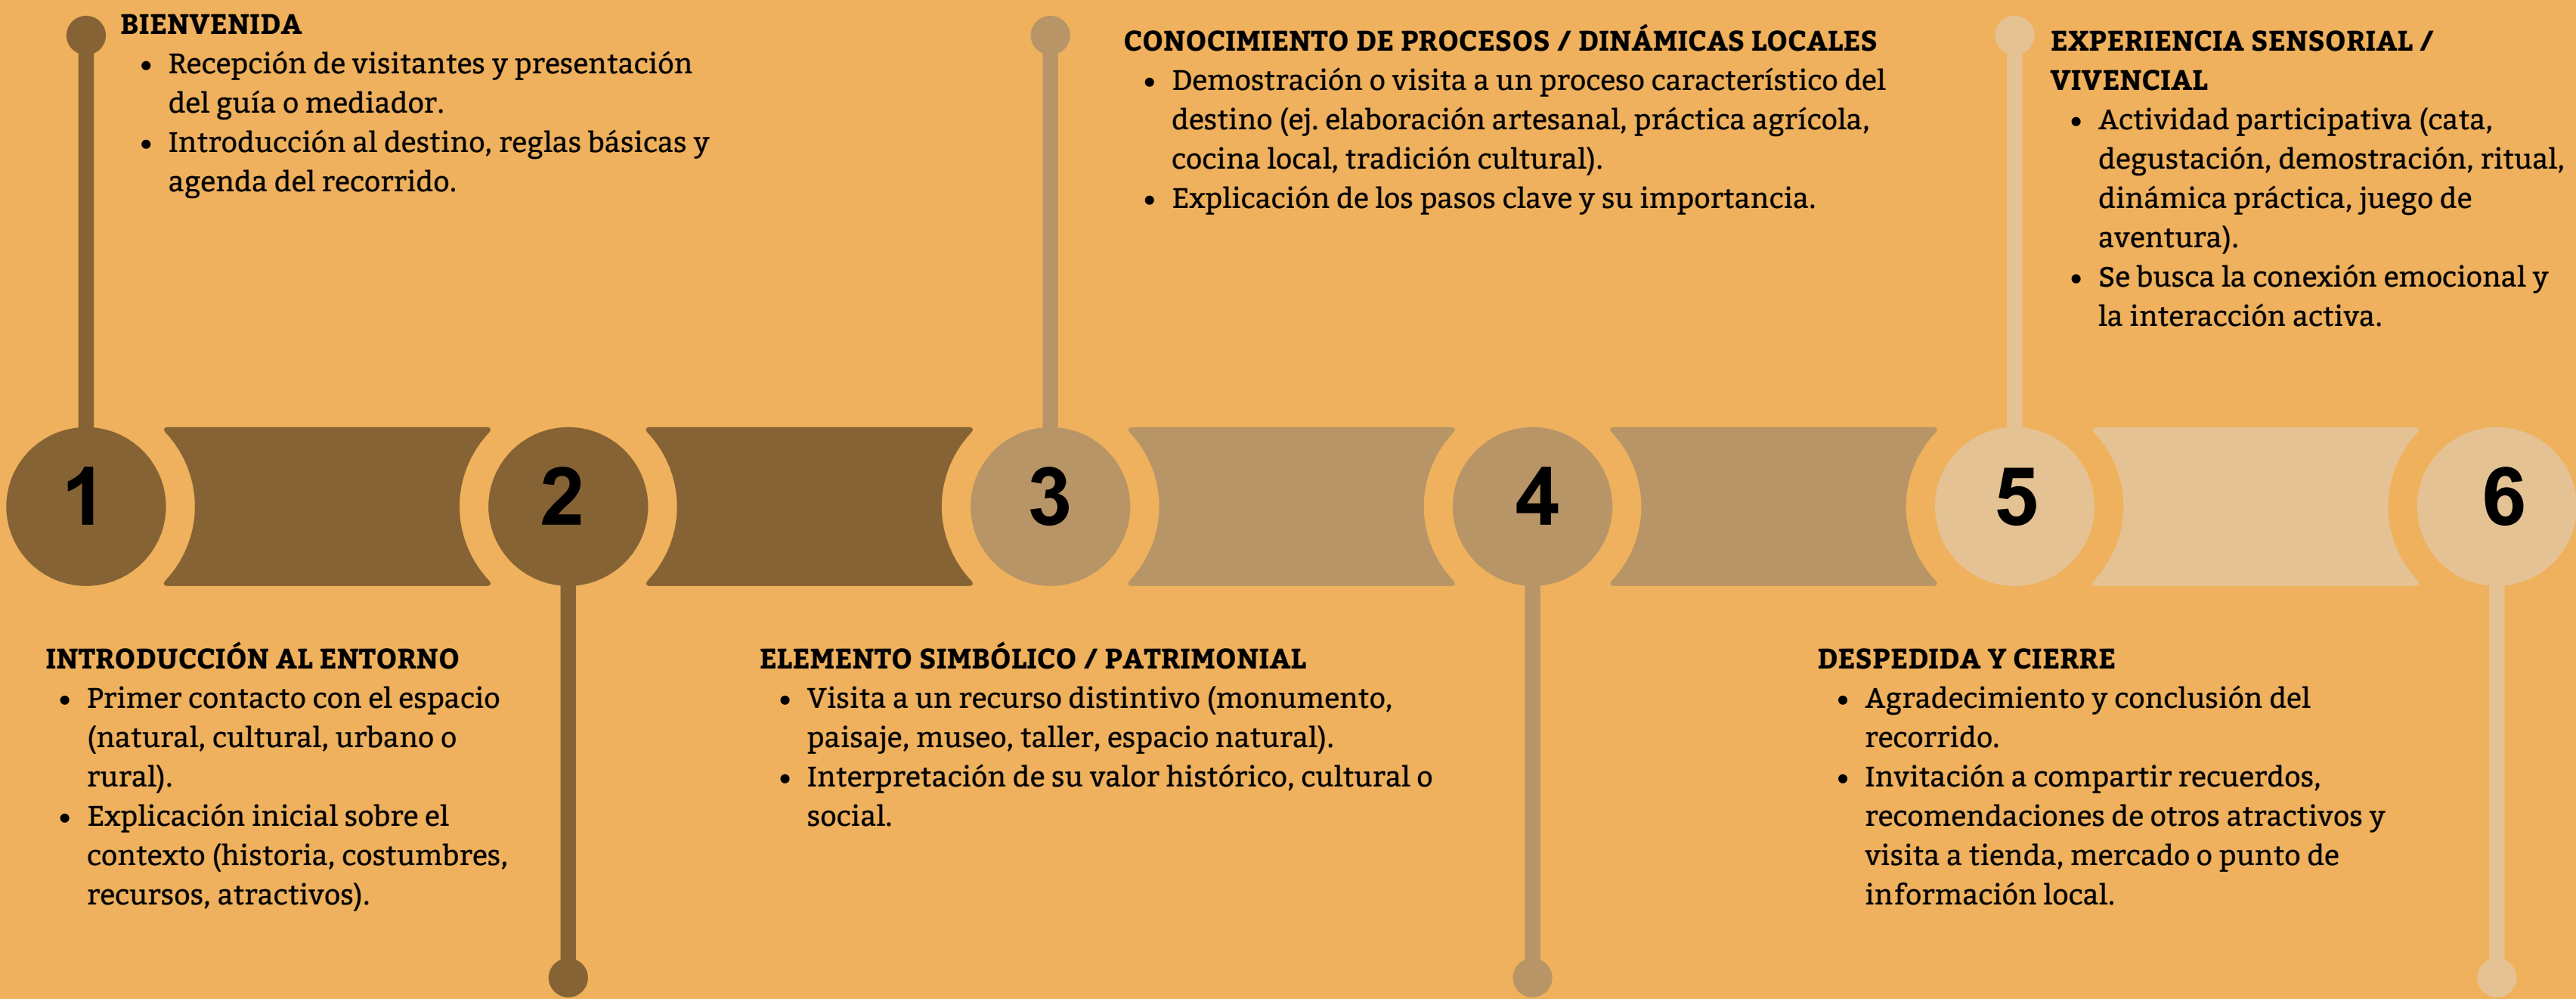 BIENVENIDA
• Recepción de visitantes y presentación
del guía o mediador.
• Introducción al destino, reglas básicas y
agenda del recorrido.
CONOCIMIENTO DE PROCESOS / DINÁMICAS LOCALES
• Demostración o visita a un proceso característico del
destino (ej. elaboración artesanal, práctica agrícola,
cocina local, tradición cultural).
• Explicación de los pasos clave y su importancia.
EXPERIENCIA SENSORIAL /
VIVENCIAL
• Actividad participativa (cata,
degustación, demostración, ritual,
dinámica práctica, juego de
aventura).
• Se busca la conexión emocional y
la interacción activa.
1
2
3
4
5
6
INTRODUCCIÓN AL ENTORNO
• Primer contacto con el espacio
(natural, cultural, urbano o
rural).
• Explicación inicial sobre el
contexto (historia, costumbres,
recursos, atractivos).
ELEMENTO SIMBÓLICO / PATRIMONIAL
• Visita a un recurso distintivo (monumento,
paisaje, museo, taller, espacio natural).
• Interpretación de su valor histórico, cultural o
social.
DESPEDIDA Y CIERRE
• Agradecimiento y conclusión del
recorrido.
• Invitación a compartir recuerdos,
recomendaciones de otros atractivos y
visita a tienda, mercado o punto de
información local.